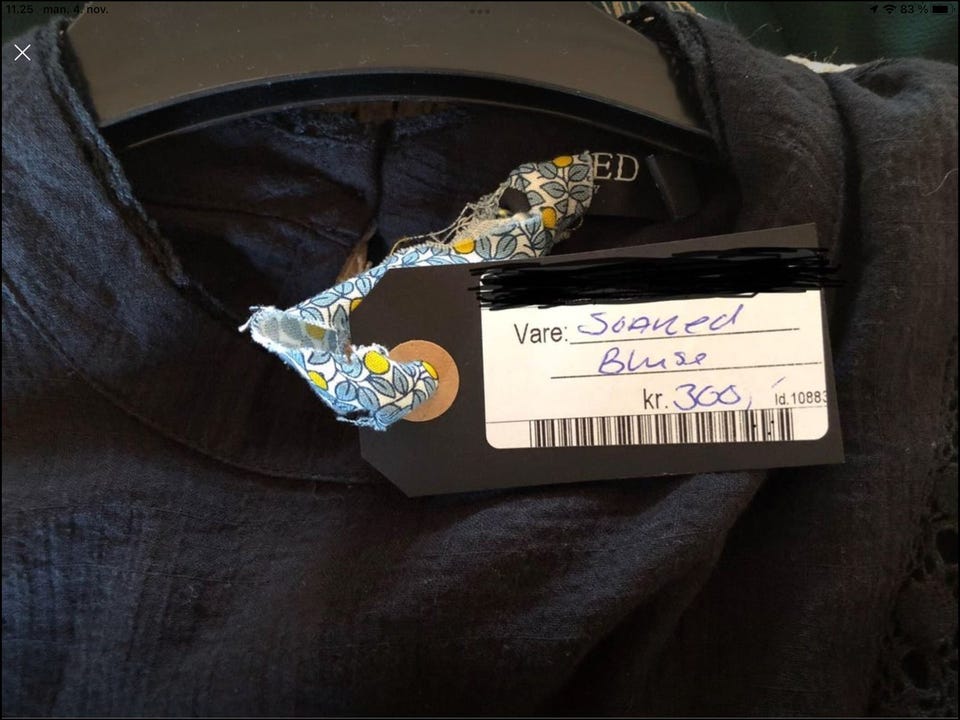 11.25 man. 4. nov.
83 %
ED
Vare: Soaked
Bluse
kr. 300,-
Id.10883